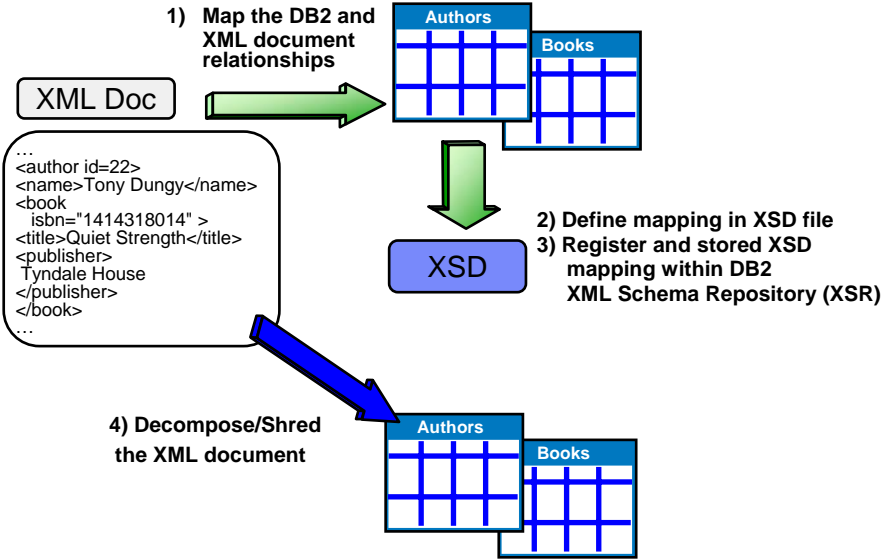 1) Map the DB2 and
XML document
relationships
Authors
Books
XML Doc
…
<author id=22>
<name>Tony Dungy</name>
<book
isbn="1414318014" >
<title>Quiet Strength</title>
<publisher>
Tyndale House
</publisher>
</book>
…
2) Define mapping in XSD file
3) Register and stored XSD
mapping within DB2
XML Schema Repository (XSR)
XSD
4) Decompose/Shred
the XML document
Authors
Books